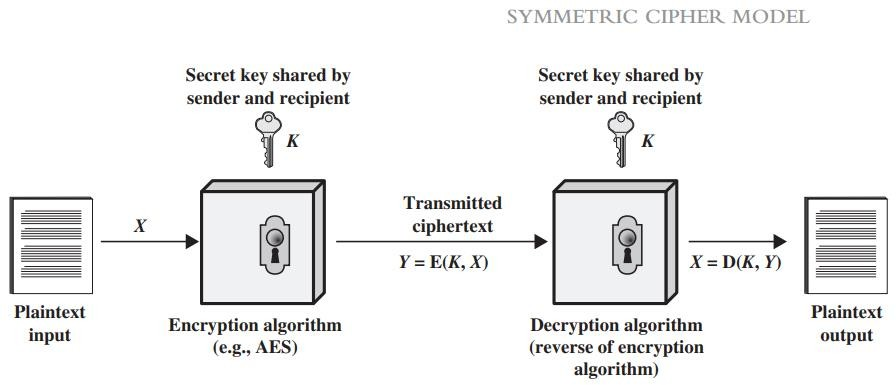 SYMMETRIC CIPHER MODEL
Secret key shared by
sender and recipient
K
Secret key shared by
sender and recipient
K
X
Transmitted
ciphertext
Y = E(K, X)
X = D(K, Y)
Plaintext
input
Encryption algorithm
(e.g., AES)
Decryption algorithm
(reverse of encryption
algorithm)
Plaintext
output